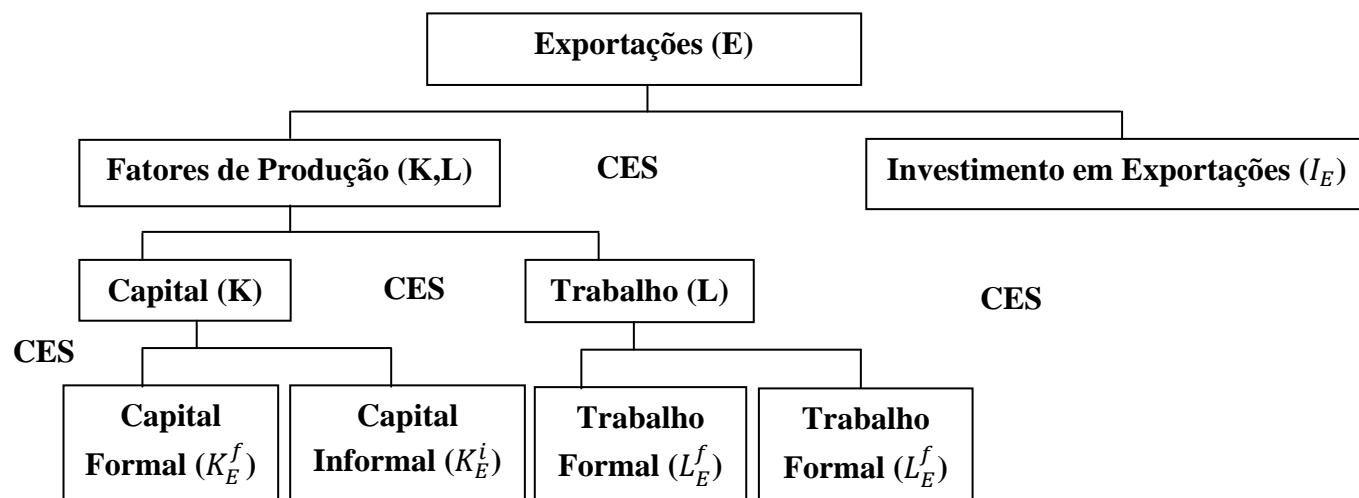 Exportações (E)
Fatores de Produção (K,L)
CES
Investimento em Exportações (I_E)
Capital (K)
CES
Trabalho (L)
CES
CES
Capital
Formal (K_E^f)
Capital
Informal (K_E^i)
Trabalho
Formal (L_E^f)
Trabalho
Formal (L_E^f)